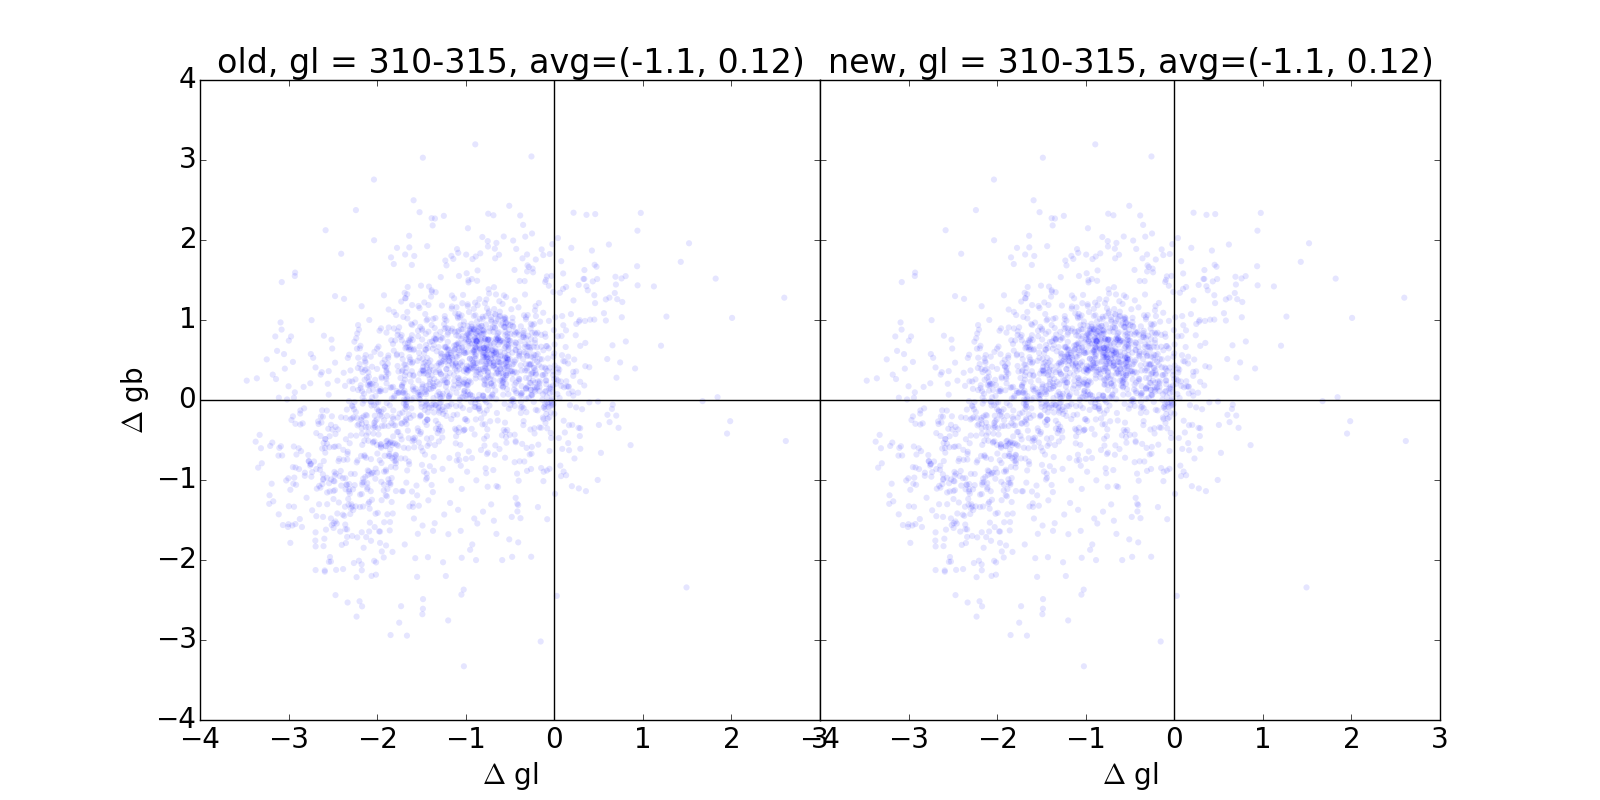 old, gl = 310-315, avg=(-1.1, 0.12)
new, gl = 310-315, avg=(-1.1, 0.12)
4
3
2
1
0
−1
−2
−3
−4
Δ gb
−4 −3 −2 −1 0 1 2 3
−4 −3 −2 −1 0 1 2 3
Δ gl
Δ gl